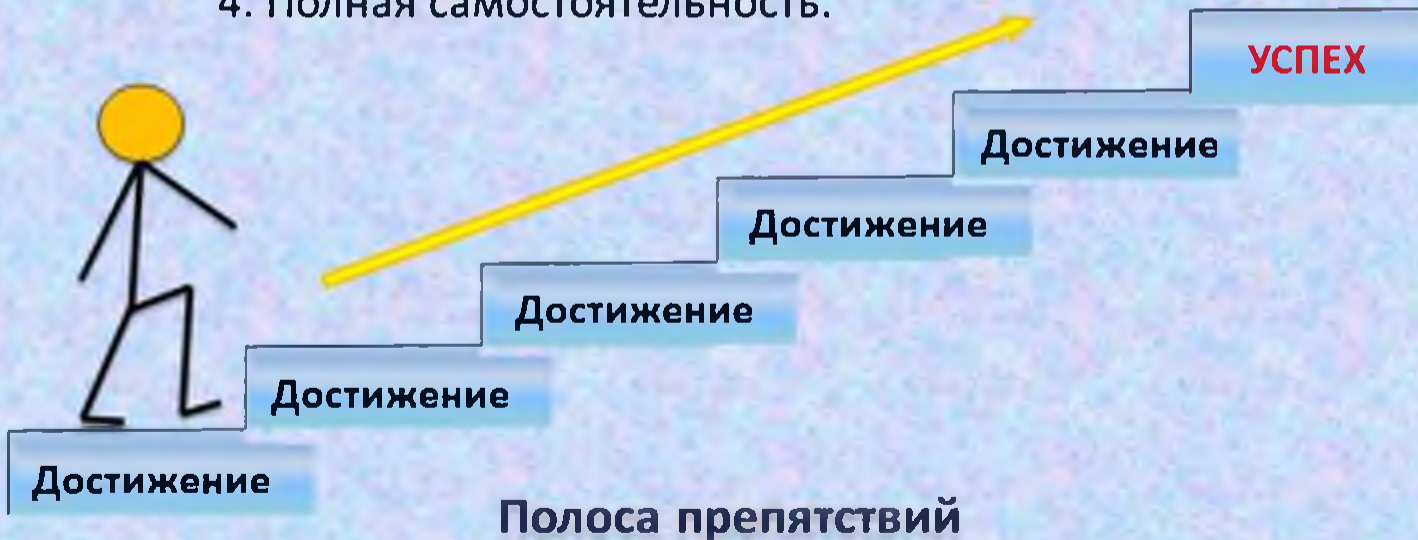 4. Полная самостоятельность.
УСПЕХ
Достижение
Достижение
Достижение
Достижение
Достижение
Полоса препятствий